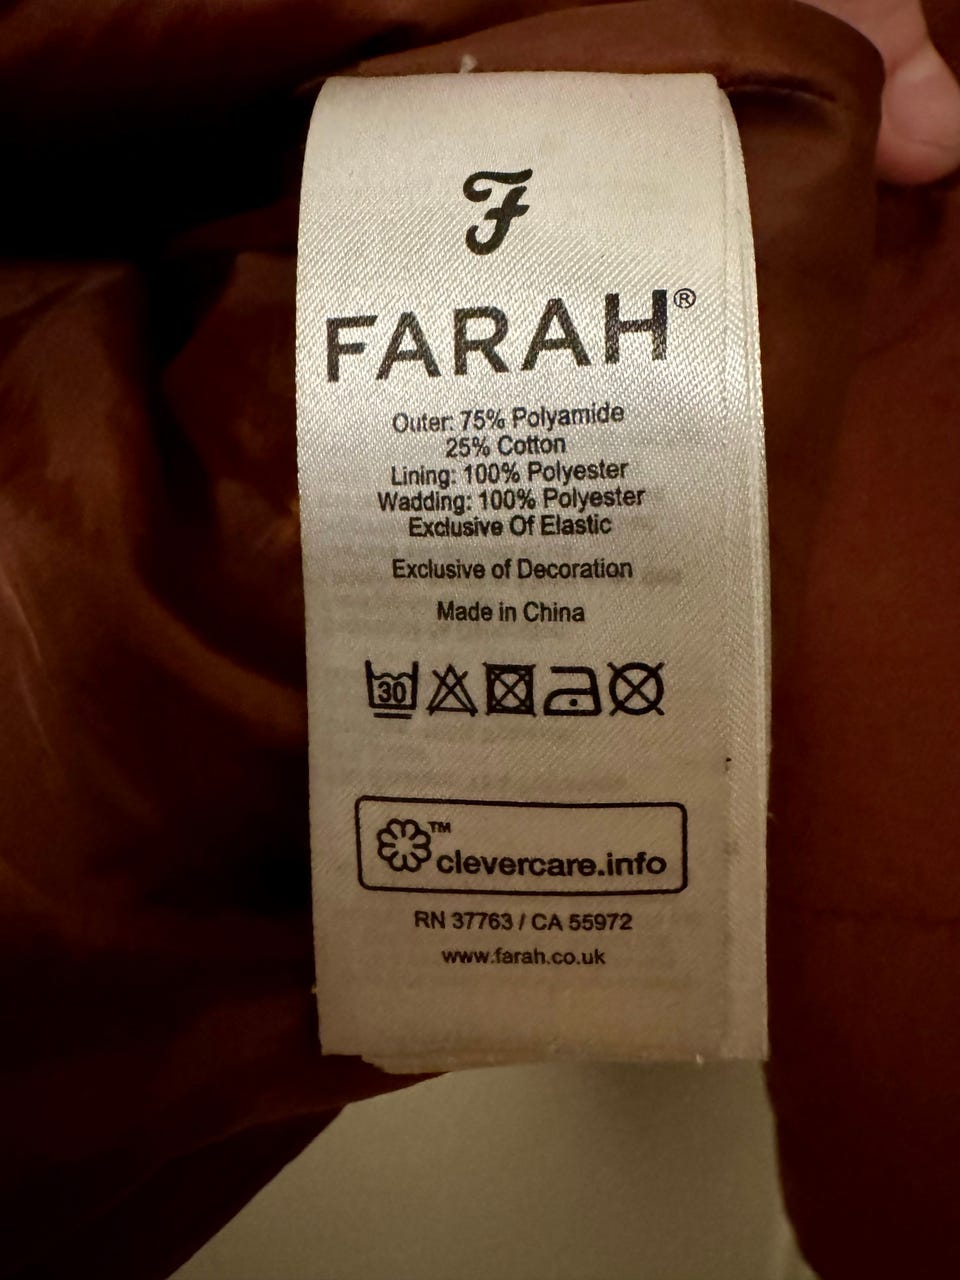 F
FARAH®
Outer: 75% Polyamide
25% Cotton
Lining: 100% Polyester
Wadding: 100% Polyester
Exclusive Of Elastic
Exclusive of Decoration
Made in China
30
™
clevercare.info
RN 37763 / CA 55972
www.farah.co.uk